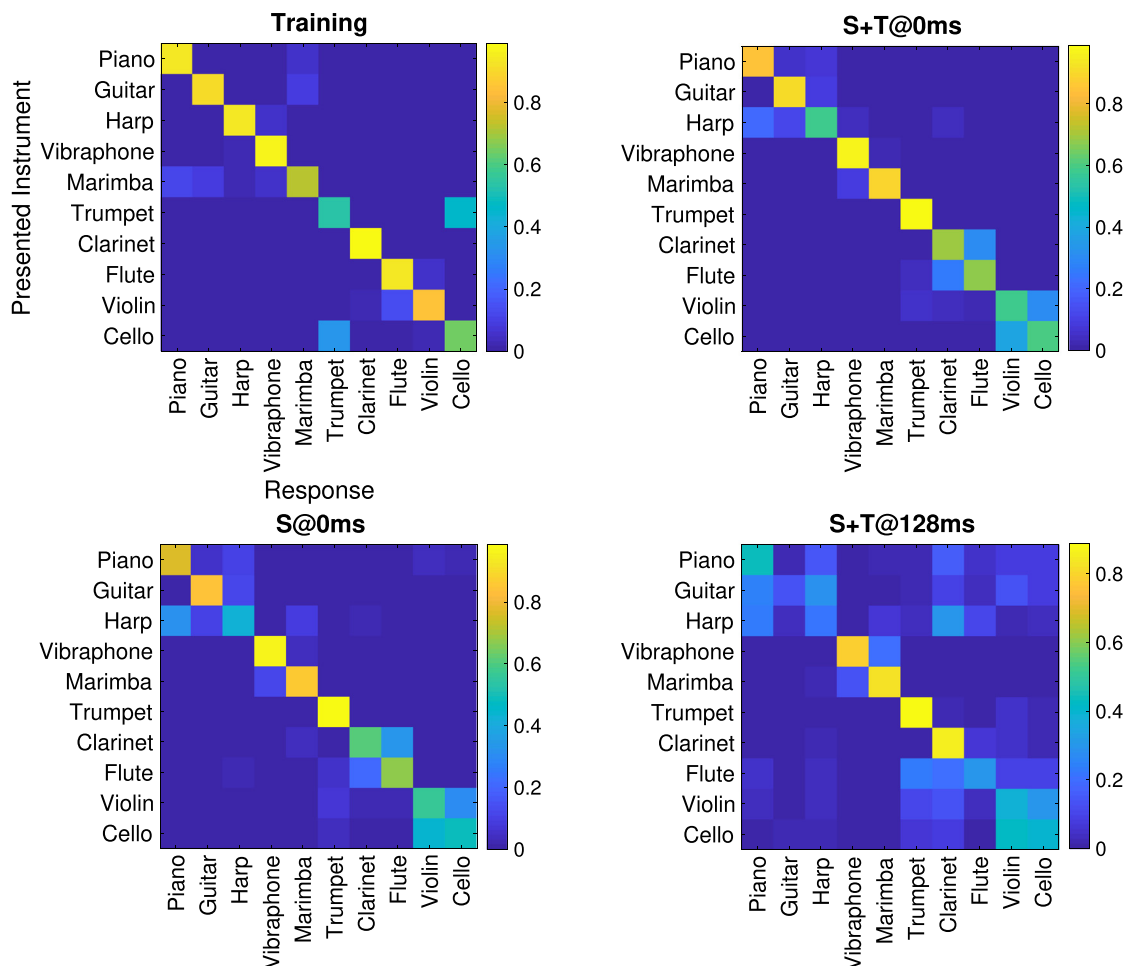 Training
Presented Instrument
Piano
Guitar
Harp
Vibraphone
Marimba
Trumpet
Clarinet
Flute
Violin
Cello
0.8
0.6
0.4
0.2
0
Piano
Guitar
Harp
Vibraphone
Marimba
Trumpet
Clarinet
Flute
Violin
Cello
Response
S+T@0ms
Piano
Guitar
Harp
Vibraphone
Marimba
Trumpet
Clarinet
Flute
Violin
Cello
0.8
0.6
0.4
0.2
0
Piano
Guitar
Harp
Vibraphone
Marimba
Trumpet
Clarinet
Flute
Violin
Cello
S@0ms
Piano
Guitar
Harp
Vibraphone
Marimba
Trumpet
Clarinet
Flute
Violin
Cello
0.8
0.6
0.4
0.2
0
Piano
Guitar
Harp
Vibraphone
Marimba
Trumpet
Clarinet
Flute
Violin
Cello
S+T@128ms
Piano
Guitar
Harp
Vibraphone
Marimba
Trumpet
Clarinet
Flute
Violin
Cello
0.8
0.6
0.4
0.2
0
Piano
Guitar
Harp
Vibraphone
Marimba
Trumpet
Clarinet
Flute
Violin
Cello